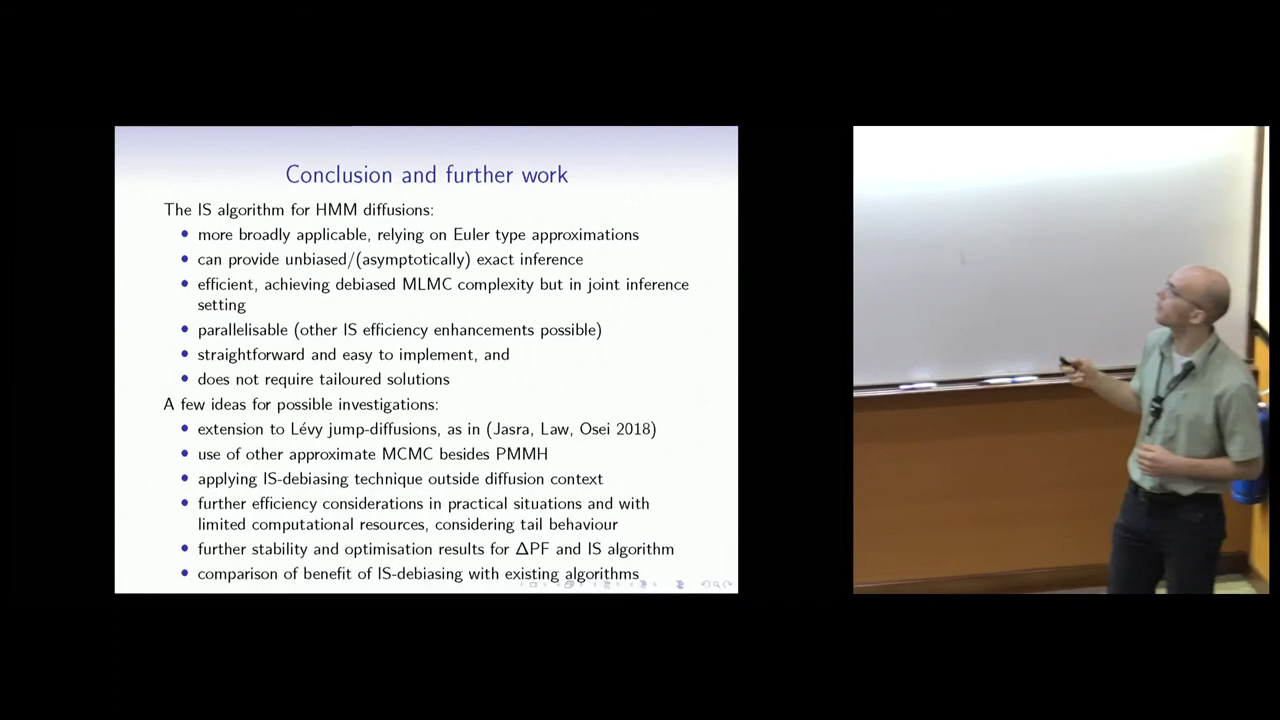 Conclusion and further work
The IS algorithm for HMM diffusions:
• more broadly applicable, relying on Euler type approximations
• can provide unbiased/(asymptotically) exact inference
• efficient, achieving debiased MLMC complexity but in joint inference
setting
• parallelisable (other IS efficiency enhancements possible)
• straightforward and easy to implement, and
• does not require tailoured solutions
A few ideas for possible investigations:
• extension to Lévy jump-diffusions, as in (Jasra, Law, Osei 2018)
• use of other approximate MCMC besides PMMH
• applying IS-debiasing technique outside diffusion context
• further efficiency considerations in practical situations and with
limited computational resources, considering tail behaviour
• further stability and optimisation results for ΔPF and IS algorithm
• comparison of benefit of IS-debiasing with existing algorithms